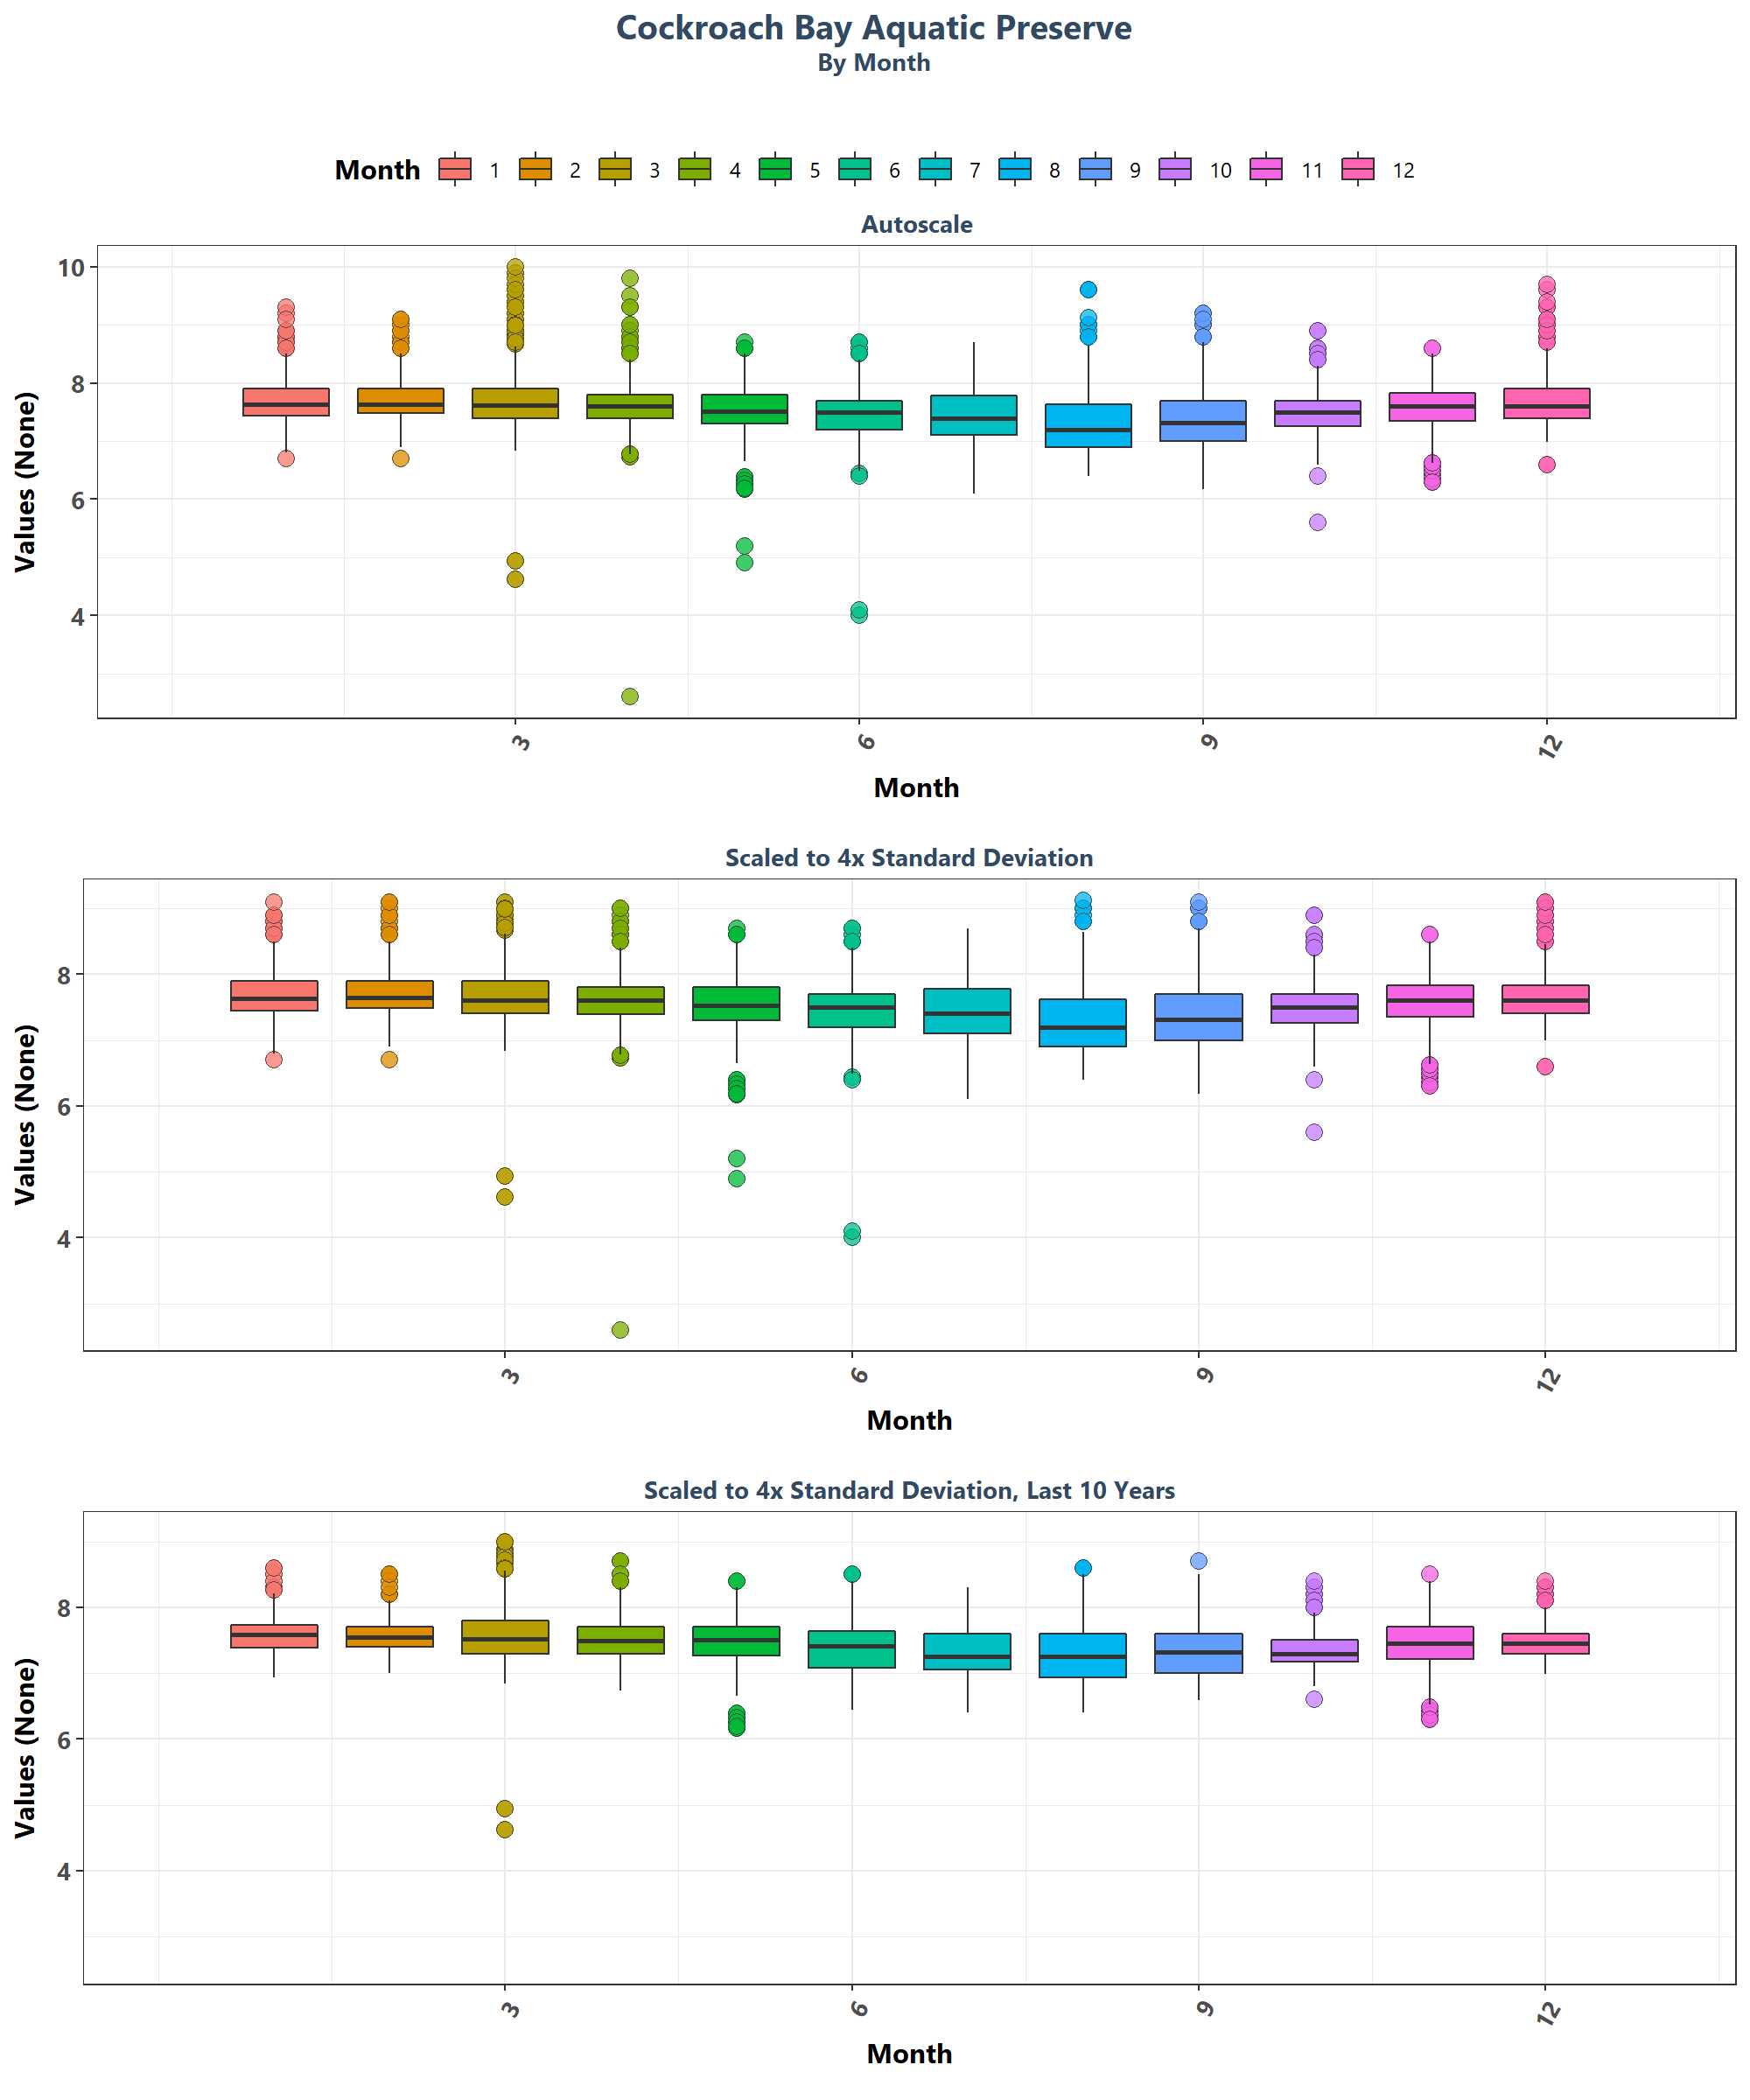 Cockroach Bay Aquatic Preserve
By Month
Month 1 2 3 4 5 6 7 8 9 10 11 12
Autoscale
Values (None)
10
8
6
4
3 6 9 12
Month
Scaled to 4x Standard Deviation
Values (None)
8
6
4
3 6 9 12
Month
Scaled to 4x Standard Deviation, Last 10 Years
Values (None)
8
6
4
3 6 9 12
Month